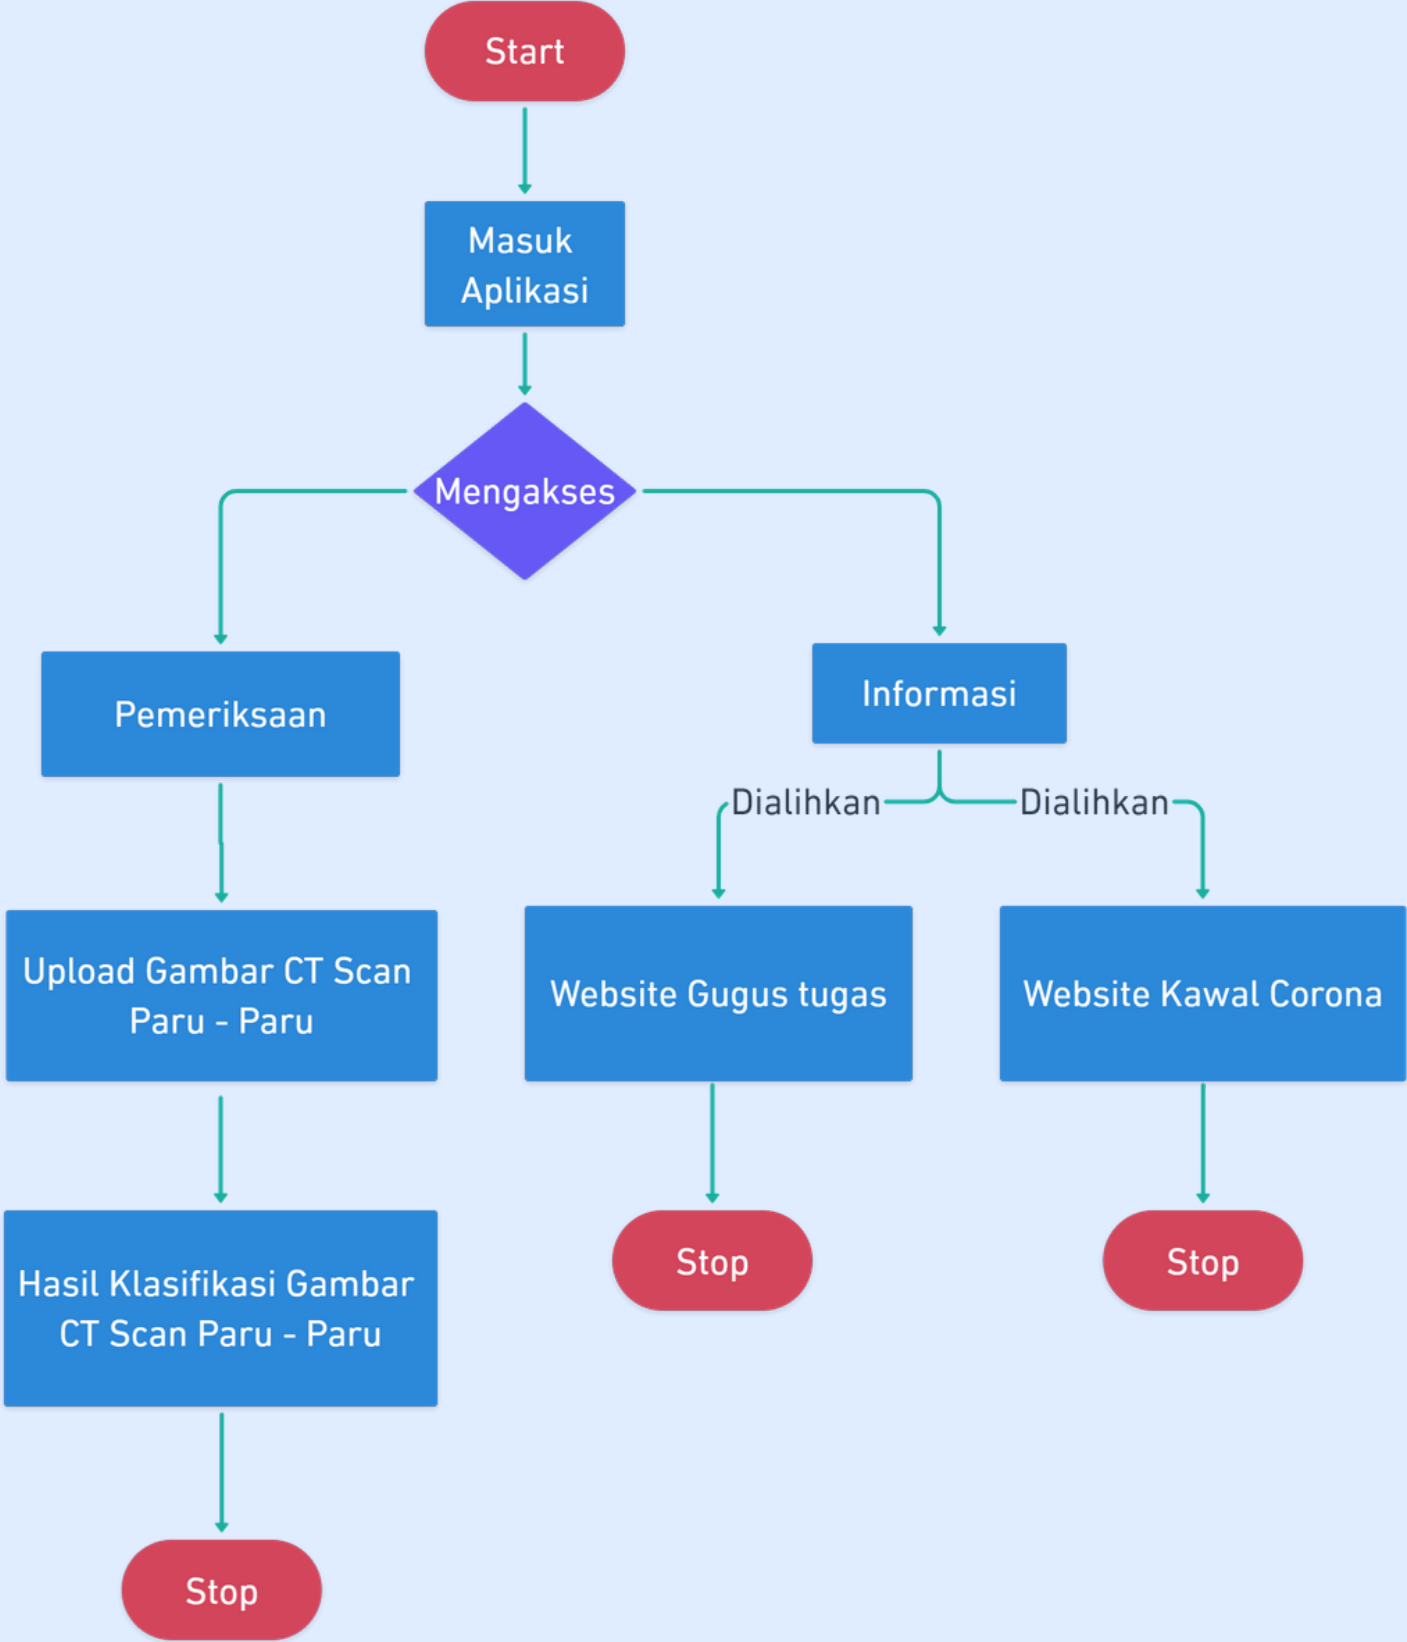 Start
Masuk
Aplikasi
Mengakses
Pemeriksaan
Informasi
Dialihkan
Dialihkan
Upload Gambar CT Scan
Paru - Paru
Website Gugus tugas
Website Kawal Corona
Hasil Klasifikasi Gambar
CT Scan Paru - Paru
Stop
Stop
Stop